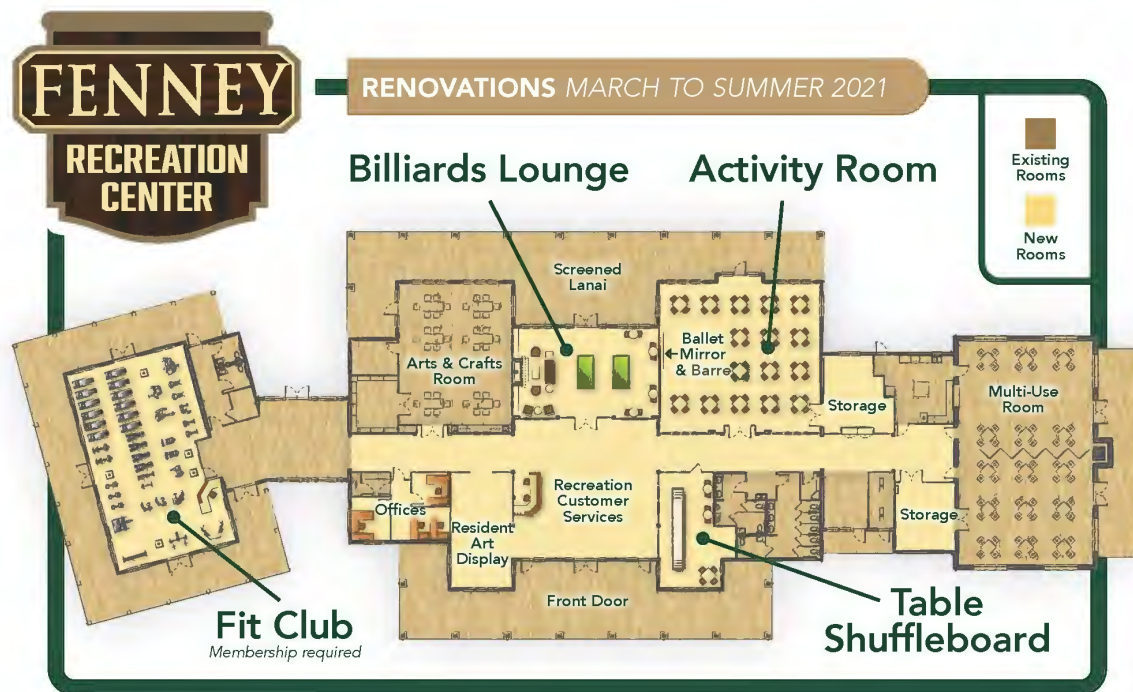 FENNEY
RECREATION
CENTER
RENOVATIONS MARCH TO SUMMER 2021
Existing
Rooms
New
Rooms
Billiards Lounge
Activity Room
Screened
Lanai
Arts & Crafts
Room
Ballet
Mirror
& Barre
Storage
Multi-Use
Room
Offices
Resident
Art
Display
Recreation
Customer
Services
Storage
Front Door
Fit Club
Membership required
Table
Shuffleboard